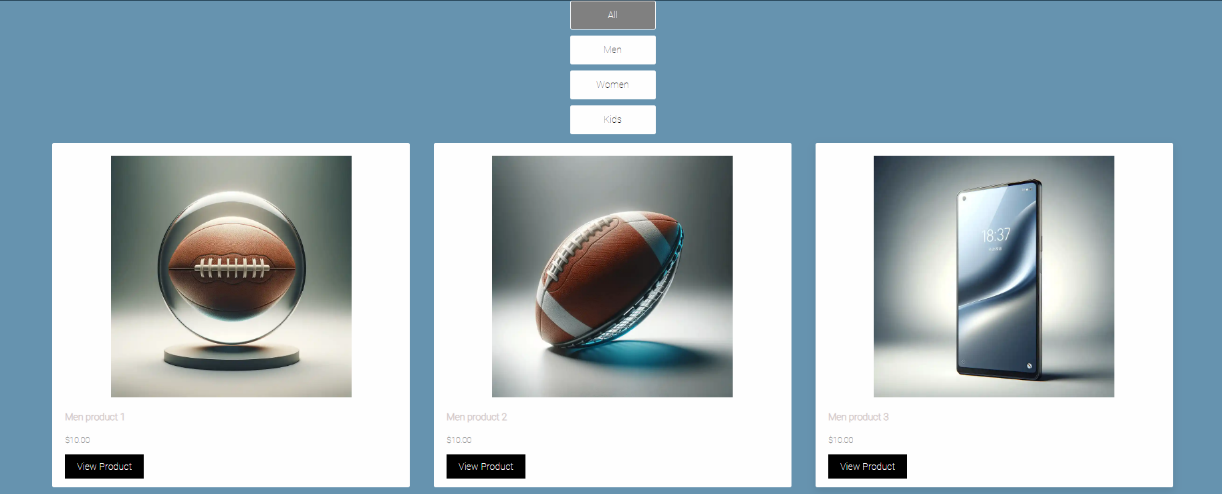 All
Men
Women
Kids
18:37
Men product 1
$10.00
View Product
Men product 2
$10.00
View Product
Men product 3
$10.00
View Product